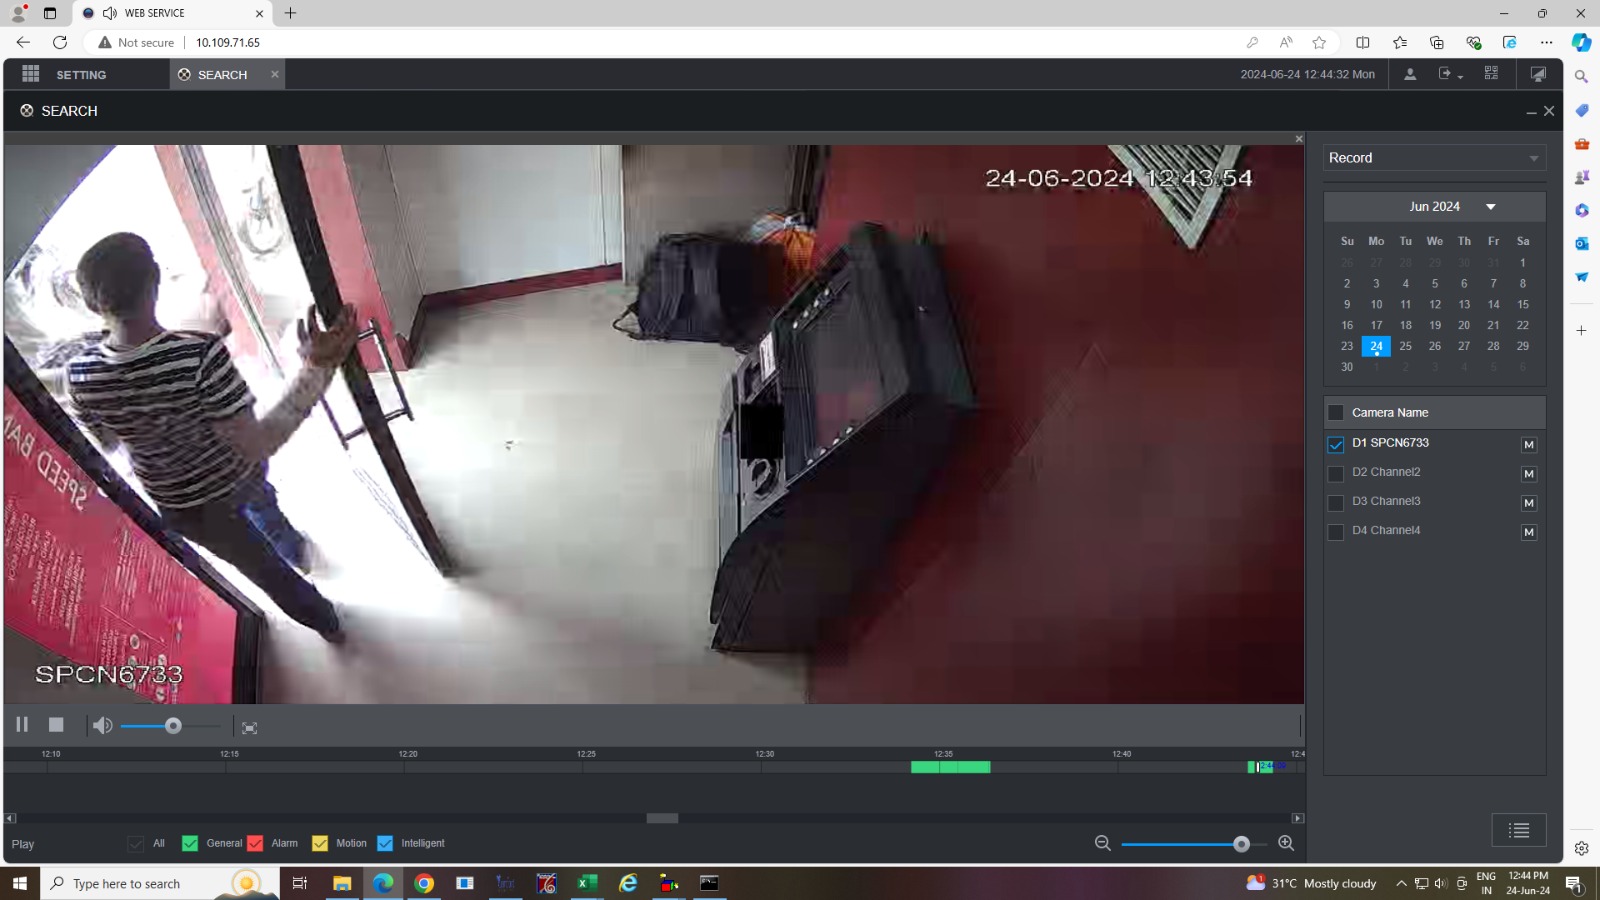 WEB SERVICE
Not secure
10.109.71.65
SETTING
SEARCH
2024-06-24 12:44:32 Mon
SEARCH
24-06-2024 12:43:54
SPCN6733
Record
Jun 2024
Su Mo Tu We Th Fr Sa
26 27 28 29 30 31 1
2 3 4 5 6 7 8
9 10 11 12 13 14 15
16 17 18 19 20 21 22
23 24 25 26 27 28 29
30 1 2 3 4 5 6
Camera Name
D1 SPCN6733 M
D2 Channel2 M
D3 Channel3 M
D4 Channel4 M
12:10 12:15 12:20 12:25 12:30 12:35 12:40
Play
All General Alarm Motion Intelligent
Type here to search
31°C Mostly cloudy
ENG
IN
12:44 PM
24-Jun-24
1